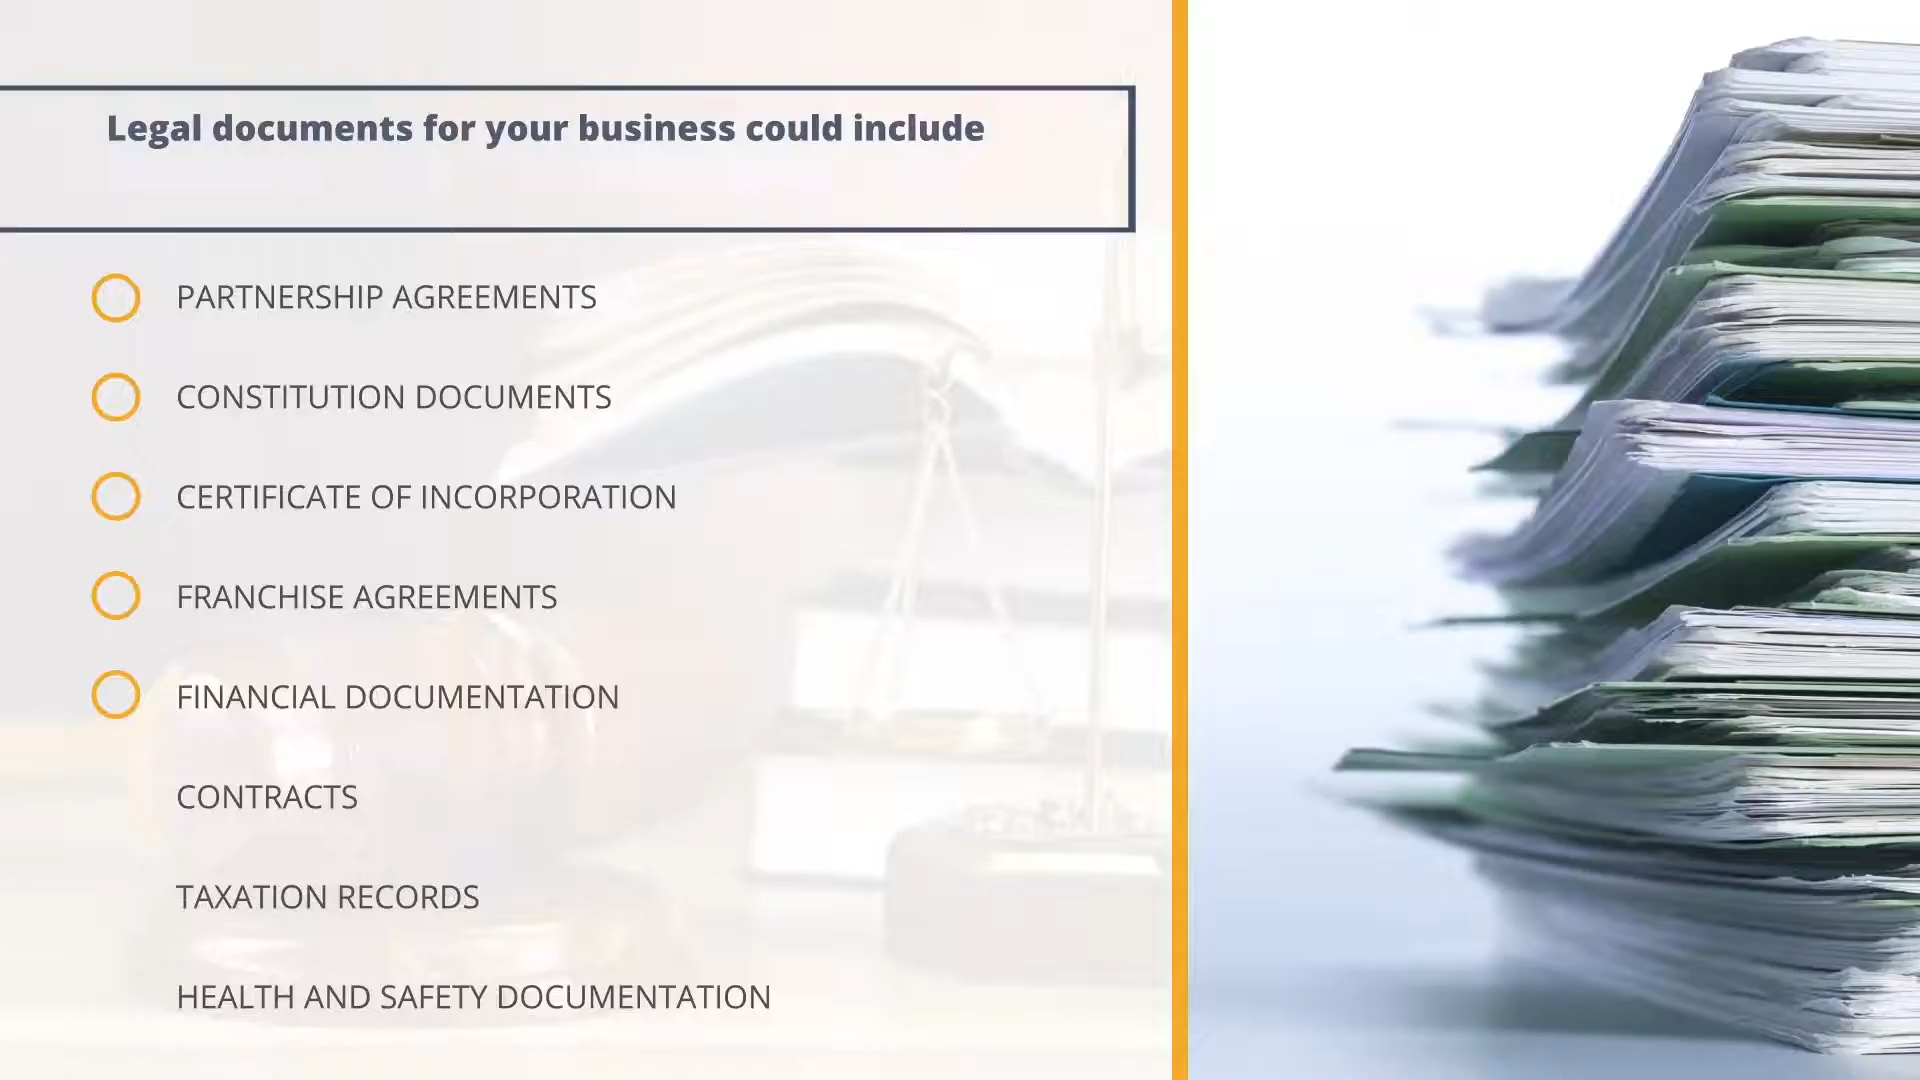 Legal documents for your business could include
PARTNERSHIP AGREEMENTS
CONSTITUTION DOCUMENTS
CERTIFICATE OF INCORPORATION
FRANCHISE AGREEMENTS
FINANCIAL DOCUMENTATION
CONTRACTS
TAXATION RECORDS
HEALTH AND SAFETY DOCUMENTATION